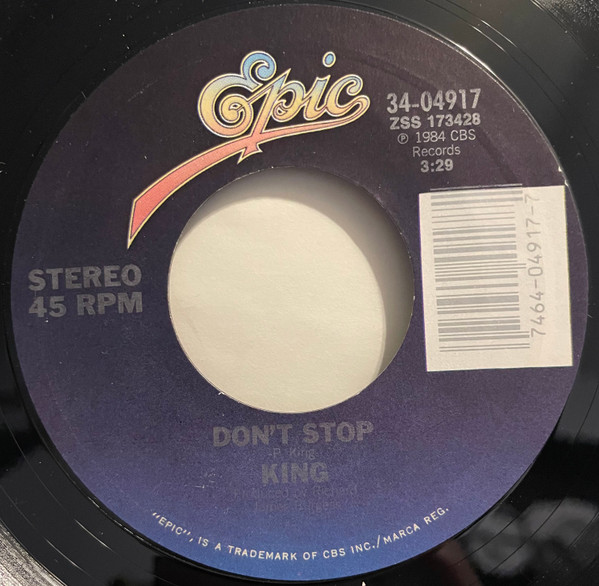 Epic
34-04917
ZSS 173428
℗ 1984 CBS
Records
3:29
7464-04917-7
STEREO
45 RPM
DON'T STOP
-P. King-
KING
"EPIC", IS A TRADEMARK OF CBS INC./MARCA REG.